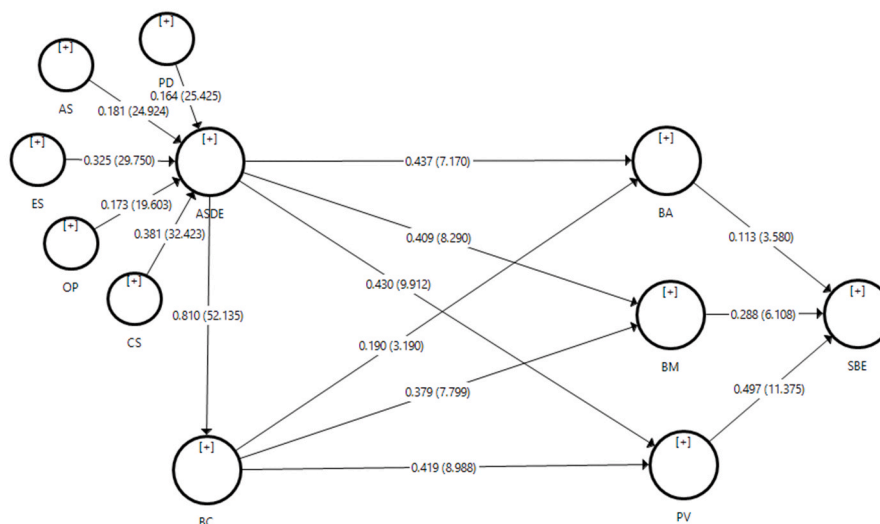 [+]
PD
[+]
AS
0.164 (25.425)
0.181 (24.924)
[+]
ES
0.325 (29.750)
[+]
ASDE
0.437 (7.170)
[+]
BA
0.173 (19.603)
[+]
OP
0.381 (32.423)
[+]
CS
0.409 (8.290)
0.113 (3.580)
0.430 (9.912)
[+]
BM
0.288 (6.108)
[+]
SBE
0.810 (52.135)
0.190 (3.190)
0.379 (7.799)
0.497 (11.375)
[+]
BC
0.419 (8.988)
[+]
PV